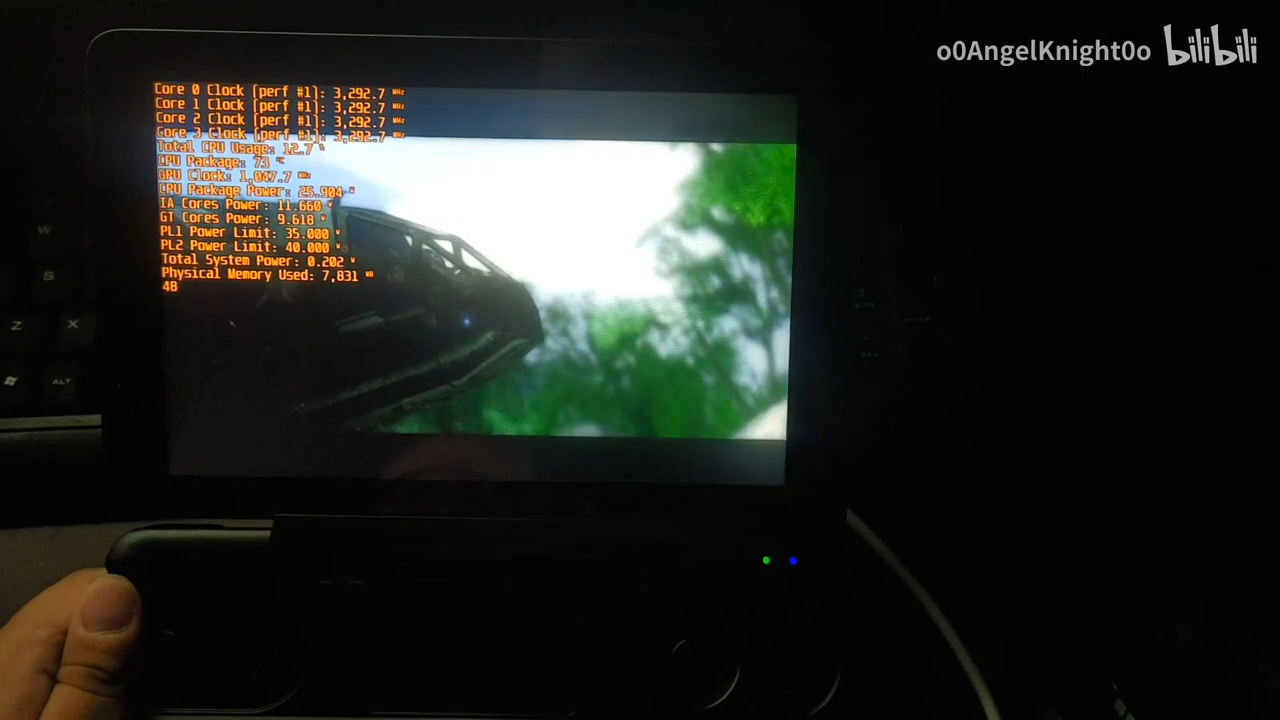 o0AngelKnight0o bilibili
Core 0 Clock (perf #1): 3,292.7 MHz
Core 1 Clock (perf #1): 3,292.7 MHz
Core 2 Clock (perf #1): 3,292.7 MHz
Core 3 Clock (perf #1): 3,292.7 MHz
Total CPU Usage: 12.7 %
CPU Package: 73 °C
GPU Clock: 1,047.7 MHz
CPU Package Power: 25.904 W
IA Cores Power: 11.660 W
GT Cores Power: 9.618 W
PL1 Power Limit: 35.000 W
PL2 Power Limit: 40.000 W
Total System Power: 0.202 W
Physical Memory Used: 7,831 MB
48
W
S
Z X
ALT